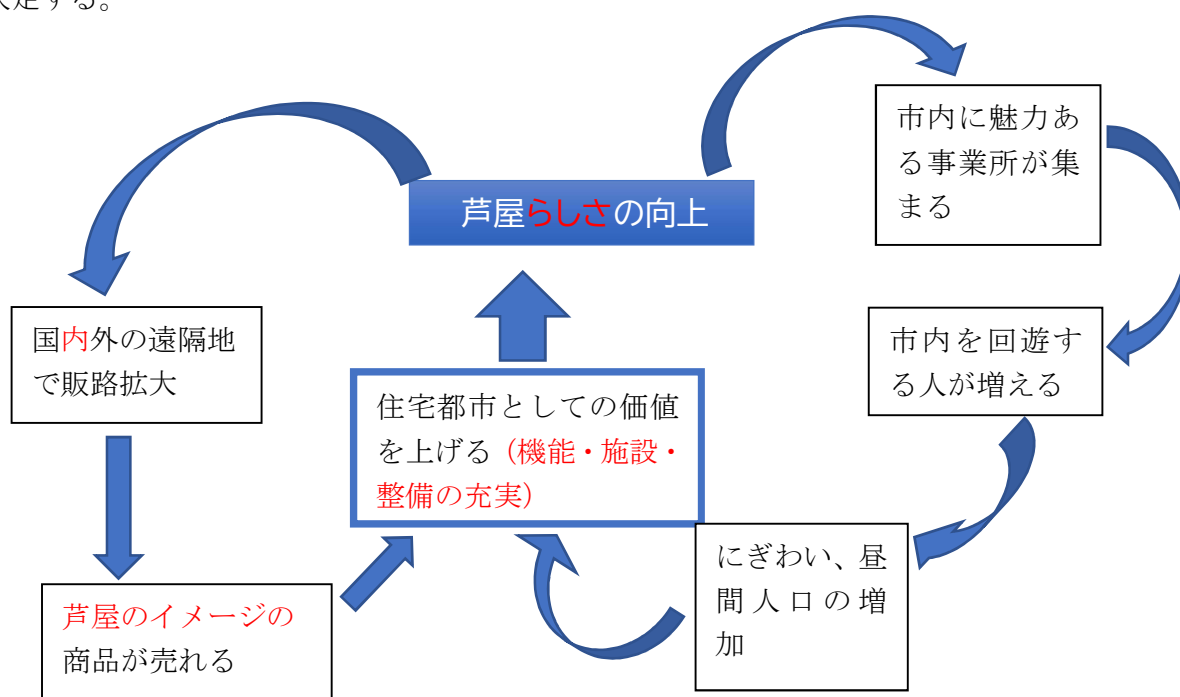 定する。
市内に魅力あ
る事業所が集
まる
芦屋らしさの向上
国内外の遠隔地
で販路拡大
市内を回遊す
る人が増える
住宅都市としての価値
を上げる（機能・施設・
整備の充実）
にぎわい、昼
間人口の増
加
芦屋のイメージの
商品が売れる